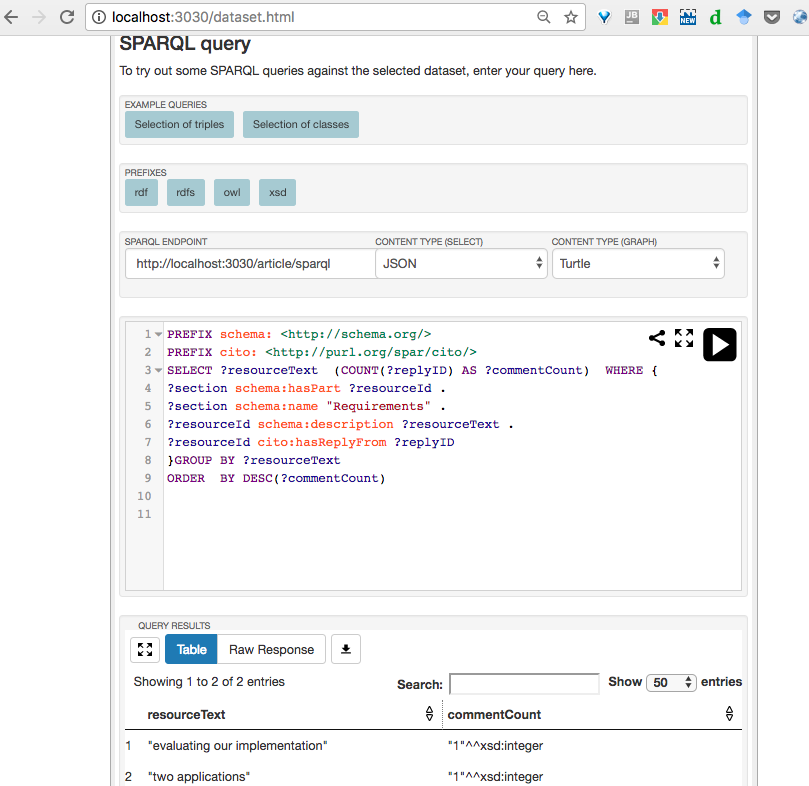 localhost:3030/dataset.html
JB
NEW
d
SPARQL query
To try out some SPARQL queries against the selected dataset, enter your query here.
EXAMPLE QUERIES
Selection of triples Selection of classes
PREFIXES
rdf rdfs owl xsd
SPARQL ENDPOINT CONTENT TYPE (SELECT) CONTENT TYPE (GRAPH)
http://localhost:3030/article/sparql JSON Turtle
1 PREFIX schema: <http://schema.org/>
2 PREFIX cito: <http://purl.org/spar/cito/>
3 SELECT ?resourceText (COUNT(?replyID) AS ?commentCount) WHERE {
4 ?section schema:hasPart ?resourceId .
5 ?section schema:name "Requirements" .
6 ?resourceId schema:description ?resourceText .
7 ?resourceId cito:hasReplyFrom ?replyID
8 }GROUP BY ?resourceText
9 ORDER BY DESC(?commentCount)
10
11
QUERY RESULTS
Table Raw Response
Showing 1 to 2 of 2 entries Search: Show 50 entries
resourceText commentCount
1 "evaluating our implementation" "1"^^xsd:integer
2 "two applications" "1"^^xsd:integer